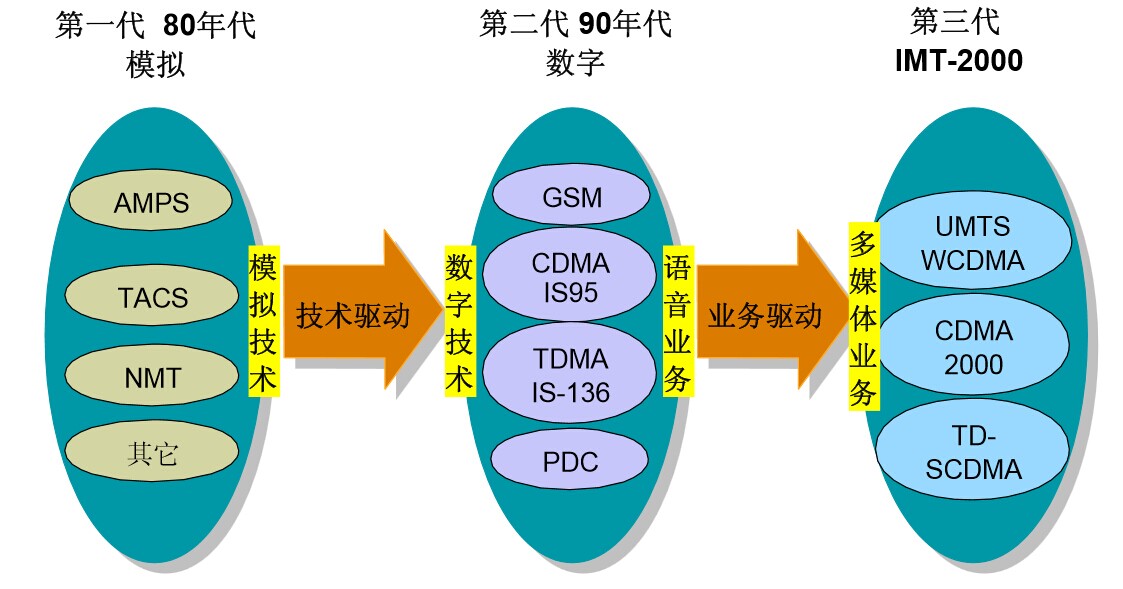 第一代 80年代
模拟
AMPS
TACS
NMT
其它
模拟技术
技术驱动
第二代 90年代
数字
数字技术
GSM
CDMA
IS95
TDMA
IS-136
PDC
语音业务
业务驱动
第三代
IMT-2000
多媒体业务
UMTS
WCDMA
CDMA
2000
TD-
SCDMA